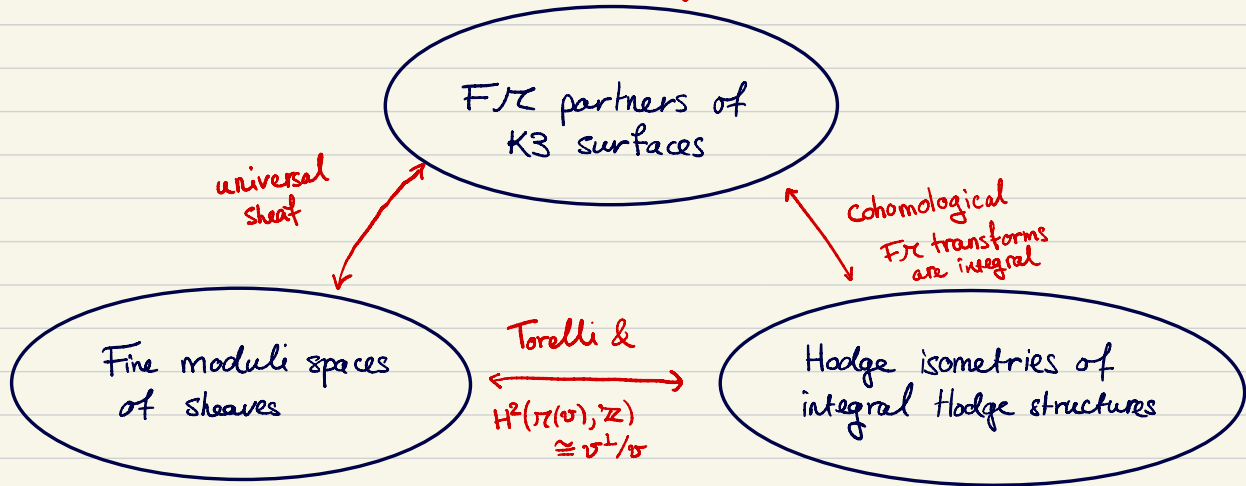 FM partners of
K3 surfaces
universal
sheaf
cohomological
FM transforms
are integral
Torelli &
H²(M(v), ℤ)
≅ v^⊥/v
Fine moduli spaces
of sheaves
Hodge isometries of
integral Hodge structures